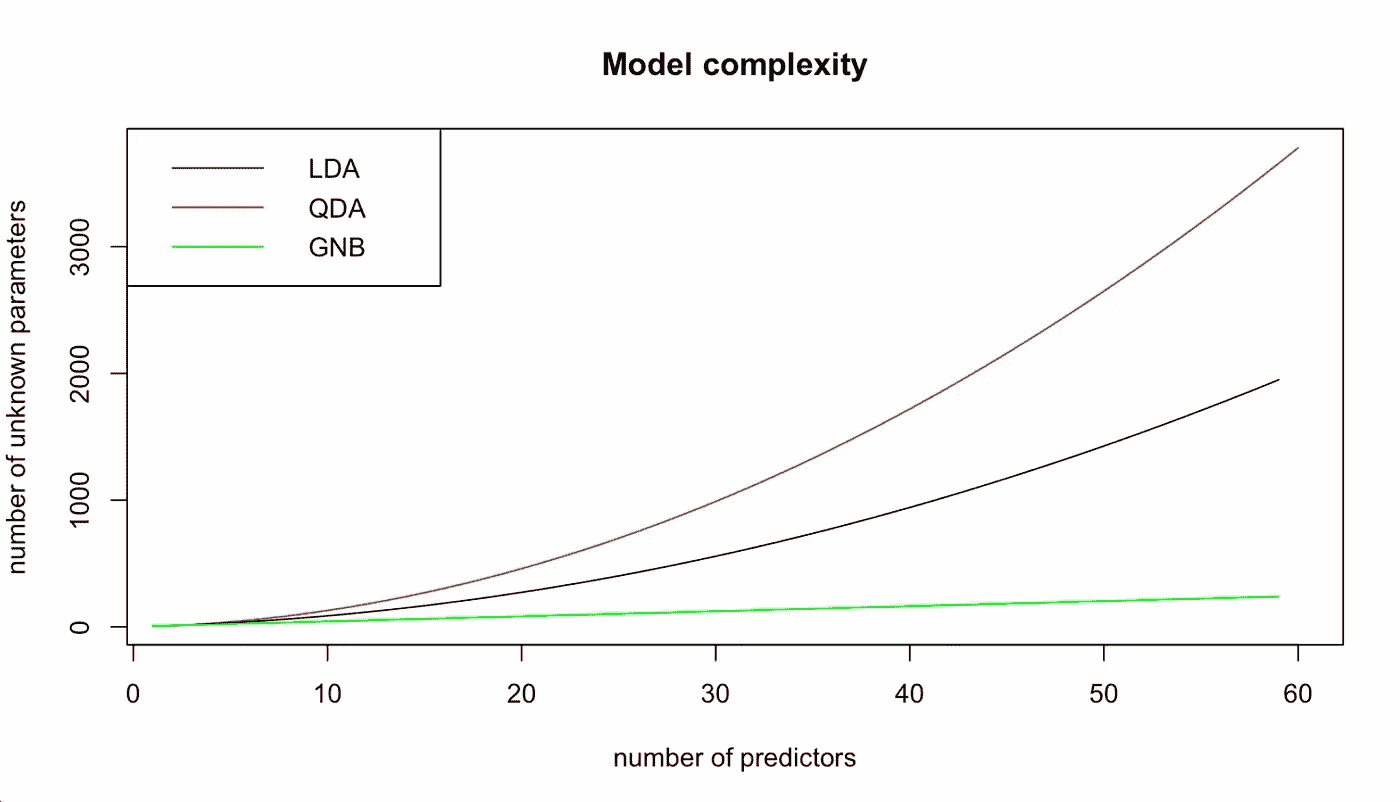 Model complexity
LDA
QDA
GNB
number of unknown parameters
3000
2000
1000
0
0 10 20 30 40 50 60
number of predictors